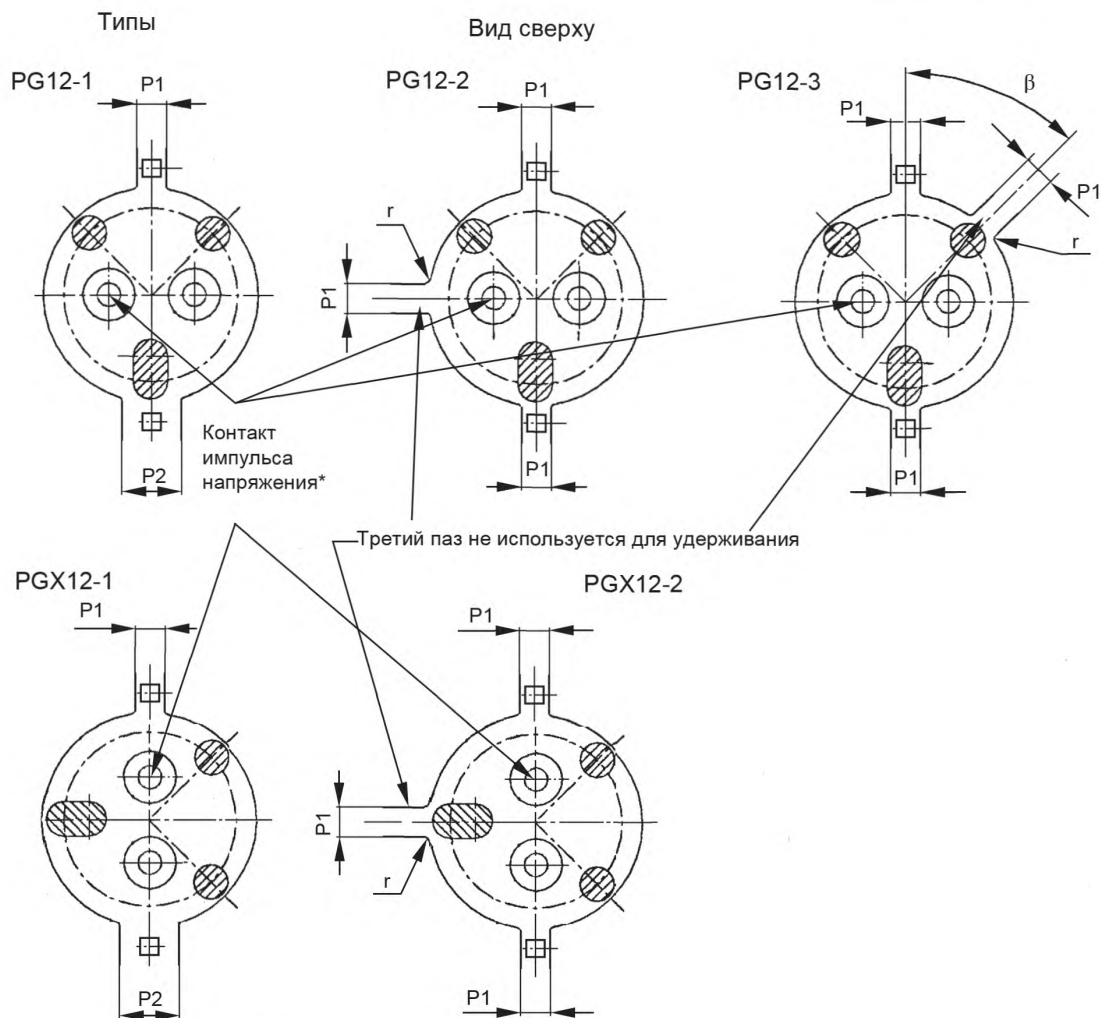 Типы
Вид сверху
PG12-1
P1
PG12-2
P1
PG12-3
P1
β
P1
r
r
P1
Контакт
импульса
напряжения*
P2
P1
P1
Третий паз не используется для удерживания
PGX12-1
PGX12-2
P1
P1
P1
r
P2
P1